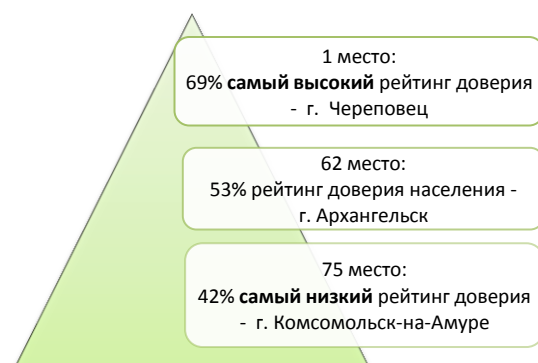 1 место:
69% самый высокий рейтинг доверия
- г. Череповец
62 место:
53% рейтинг доверия населения -
г. Архангельск
75 место:
42% самый низкий рейтинг доверия
- г. Комсомольск-на-Амуре